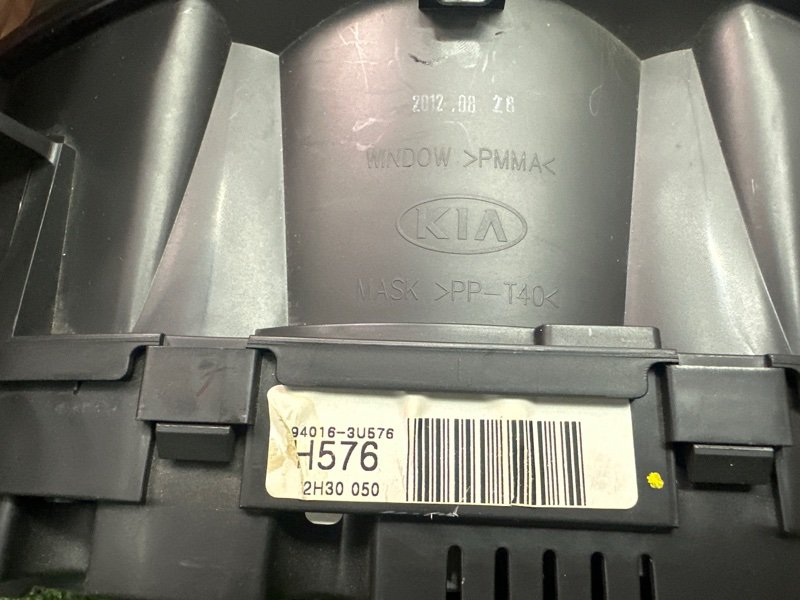 2012.08 28
WINDOW >PMMA<
KIA
MASK >PP-T40<
94016-3U576
H576
2H30 050